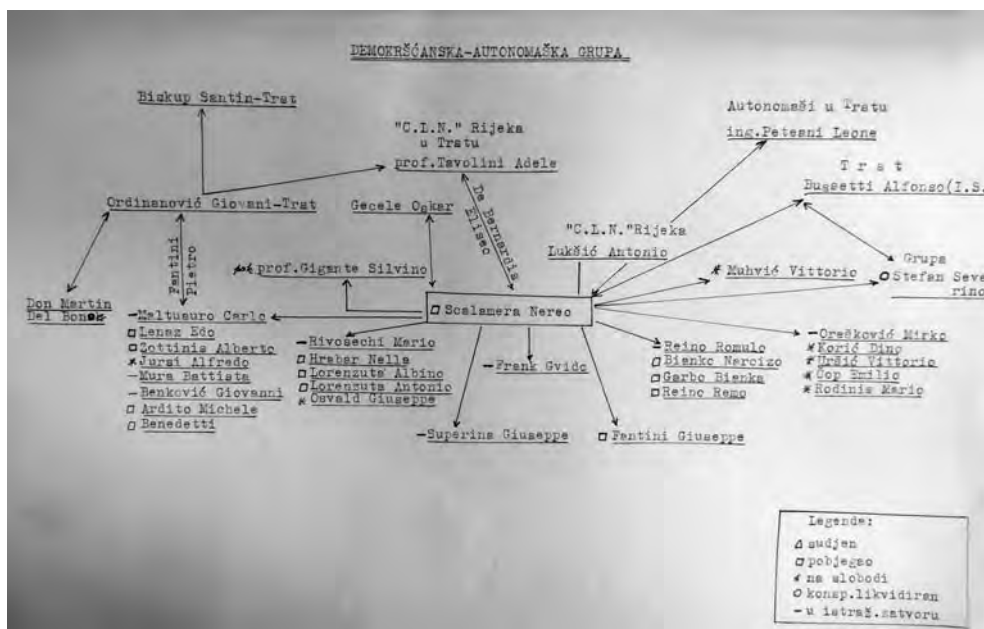 DEMOKRŠĆANSKA-AUTONOMAŠKA GRUPA
Biskup Santin-Trst
"C.L.N." Rijeka
u Trstu
prof.Tavolini Adele
Autonomaši u Trstu
ing.Petesni Leone
T r s t
Bussetti Alfonso(I.S.
Ordinanović Giovani-Trst
Gecele Oskar
De Bernardis
Eliseo
Fantini
Pietro
"C.L.N."Rijeka
Lukšić Antonio
prof.Gigante Silvino
Muhvić Vittorio
Grupa
Stefan Seve
rino
Don Martin
Del Bon
Scalamera Nereo
- Maltusuro Carlo
Lenaz Edo
Zottinis Alberto
Jursi Alfredo
- Mura Battista
- Benković Giovanni
Ardito Michele
Benedetti
- Rivosechi Mario
Hrabar Nella
Lorenzuta Albino
Lorenzuta Antonio
Osvald Giuseppe
- Frank Gvido
Reino Romulo
Bianko Narcizo
Garbo Bianka
Reino Remo
- Orešković Mirko
Korić Dino
Uršić Vittorio
Cop Emilio
Rodinis Mario
- Superina Giuseppe
Fantini Giuseppe
Legenda:
sudjen
pobjegao
na slobodi
konsp.likvidiran
- u istraž.zatvoru